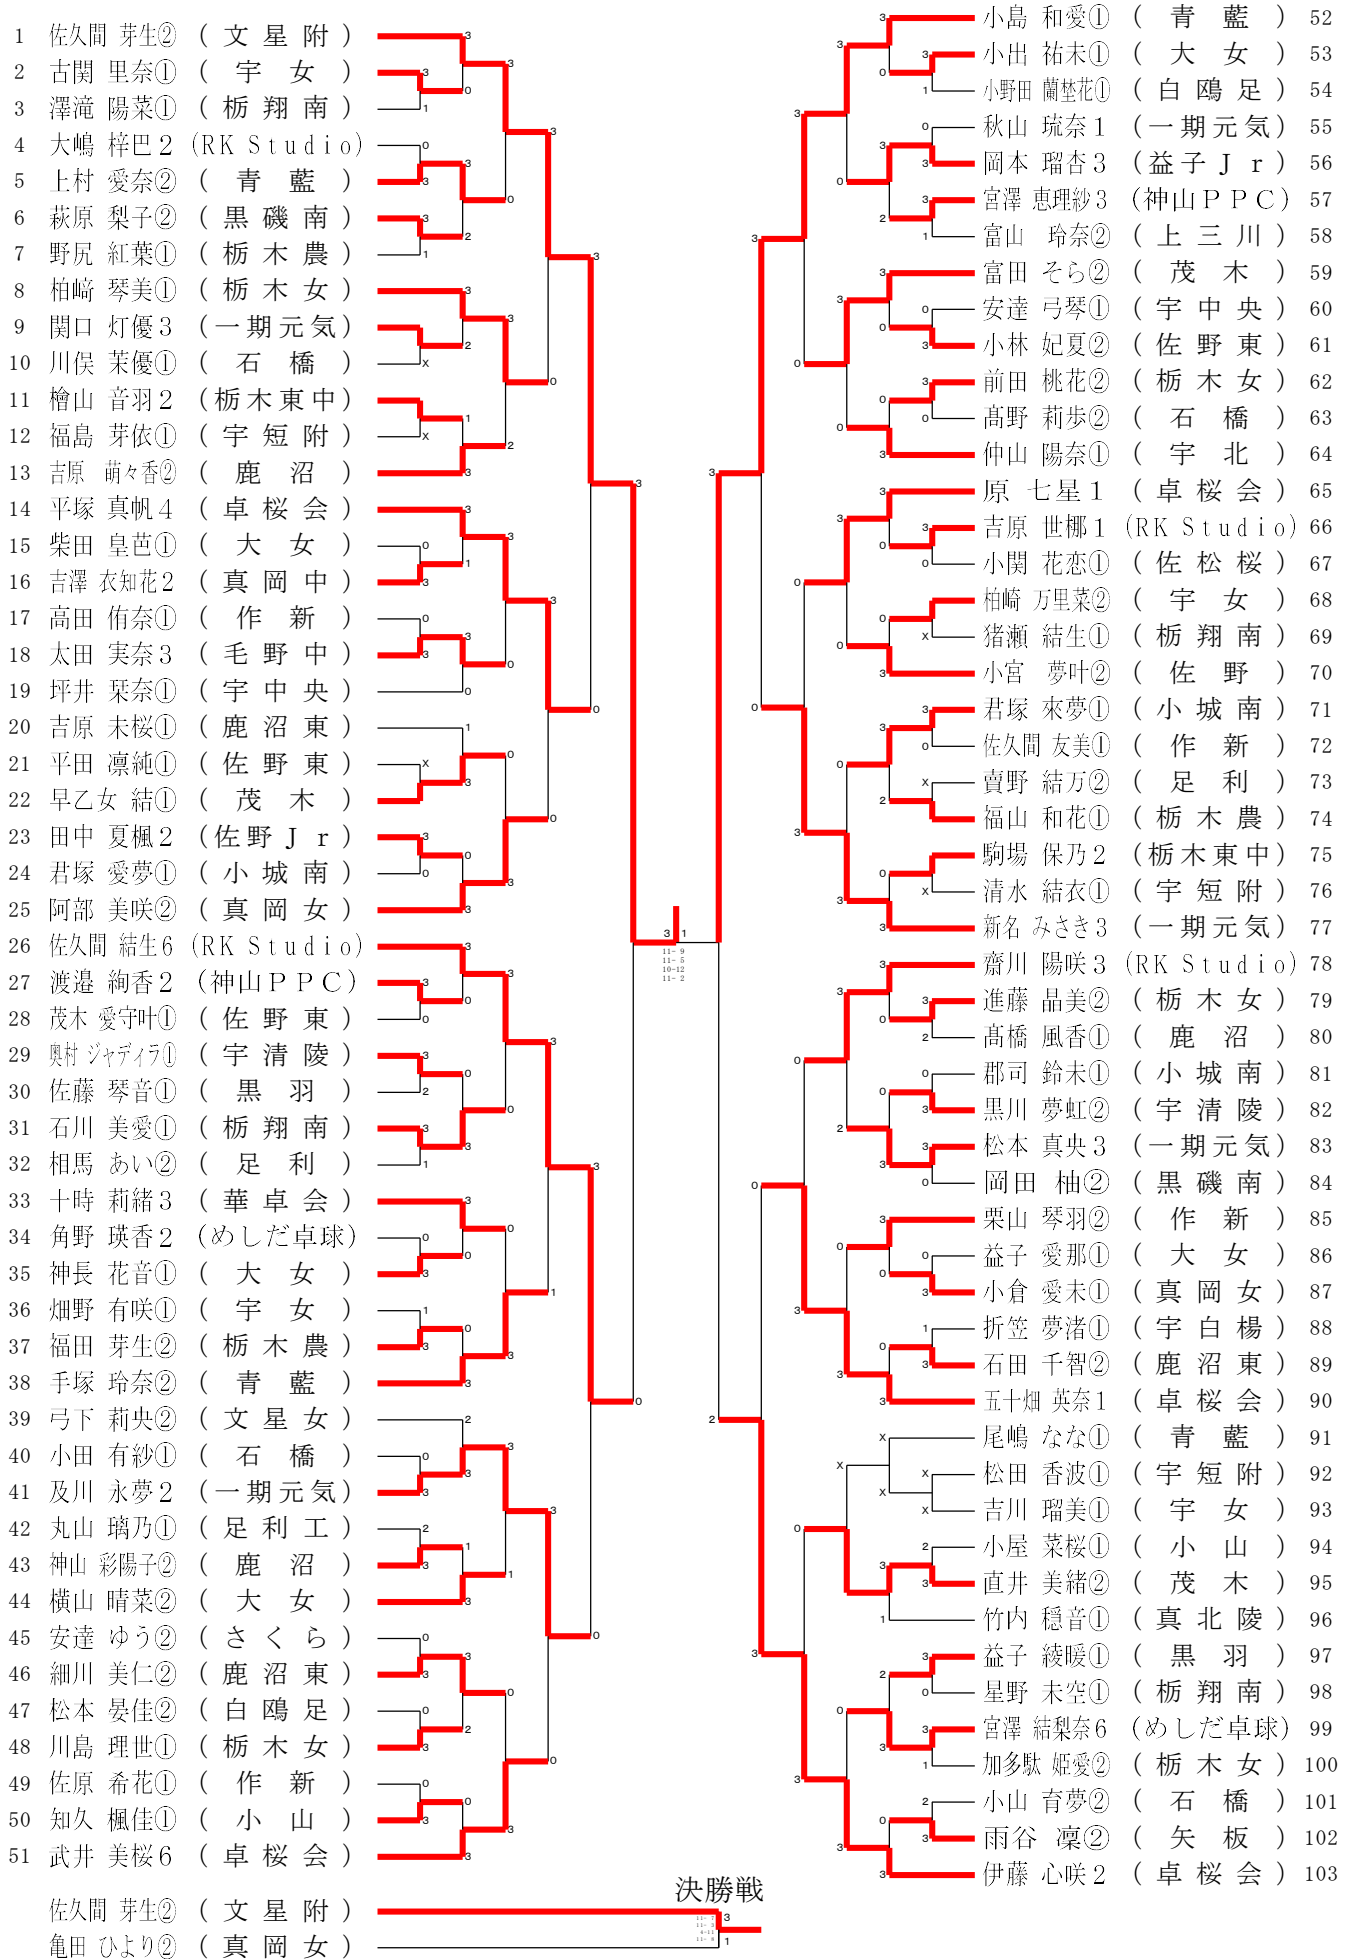 1 佐久間 芽生② ( 文 星 附 )
2 古関 里奈① ( 宇 女 )
3 澤滝 陽菜① ( 栃 翔 南 )
4 大嶋 梓巴２ (RK Studio)
5 上村 愛奈② ( 青 藍 )
6 萩原 梨子② ( 黒 磯 南 )
7 野尻 紅葉① ( 栃 木 農 )
8 柏﨑 琴美① ( 栃 木 女 )
9 関口 灯優３ (一期元気)
10 川俣 茉優① ( 石 橋 )
11 檜山 音羽２ (栃木東中)
12 福島 芽依① ( 宇 短 附 )
13 吉原 萌々香② ( 鹿 沼 )
14 平塚 真帆４ ( 卓 桜 会 )
15 柴田 皇芭① ( 大 女 )
16 吉澤 衣知花２ ( 真 岡 中 )
17 高田 侑奈① ( 作 新 )
18 太田 実奈３ ( 毛 野 中 )
19 坪井 栞奈① ( 宇 中 央 )
20 吉原 未桜① ( 鹿 沼 東 )
21 平田 凛純① ( 佐 野 東 )
22 早乙女 結① ( 茂 木 )
23 田中 夏楓２ (佐野Ｊｒ)
24 君塚 愛夢① ( 小 城 南 )
25 阿部 美咲② ( 真 岡 女 )
26 佐久間 結生６ (RK Studio)
27 渡邉 絢香２ (神山ＰＰＣ)
28 茂木 愛守叶① ( 佐 野 東 )
29 奥村 ジャディラ① ( 宇 清 陵 )
30 佐藤 琴音① ( 黒 羽 )
31 石川 美愛① ( 栃 翔 南 )
32 相馬 あい② ( 足 利 )
33 十時 莉緒３ ( 華 卓 会 )
34 角野 瑛香２ (めしだ卓球)
35 神長 花音① ( 大 女 )
36 畑野 有咲① ( 宇 女 )
37 福田 芽生② ( 栃 木 農 )
38 手塚 玲奈② ( 青 藍 )
39 弓下 莉央② ( 文 星 女 )
40 小田 有紗① ( 石 橋 )
41 及川 永夢２ (一期元気)
42 丸山 璃乃① ( 足 利 工 )
43 神山 彩陽子② ( 鹿 沼 )
44 横山 晴菜② ( 大 女 )
45 安達 ゆう② ( さ く ら )
46 細川 美仁② ( 鹿 沼 東 )
47 松本 晏佳② ( 白 鴎 足 )
48 川島 理世① ( 栃 木 女 )
49 佐原 希花① ( 作 新 )
50 知久 楓佳① ( 小 山 )
51 武井 美桜６ ( 卓 桜 会 )
3 1
11- 9
11- 5
10-12
11- 2
小島 和愛① ( 青 藍 ) 52
小出 祐未① ( 大 女 ) 53
小野田 蘭埜花① ( 白 鴎 足 ) 54
秋山 琉奈１ (一期元気) 55
岡本 瑠杏３ (益子Ｊｒ) 56
宮澤 恵理紗３ (神山ＰＰＣ) 57
富山 玲奈② ( 上 三 川 ) 58
富田 そら② ( 茂 木 ) 59
安達 弓琴① ( 宇 中 央 ) 60
小林 妃夏② ( 佐 野 東 ) 61
前田 桃花② ( 栃 木 女 ) 62
髙野 莉歩② ( 石 橋 ) 63
仲山 陽奈① ( 宇 北 ) 64
原 七星１ ( 卓 桜 会 ) 65
吉原 世梛１ (RK Studio) 66
小関 花恋① ( 佐 松 桜 ) 67
柏崎 万里菜② ( 宇 女 ) 68
猪瀬 結生① ( 栃 翔 南 ) 69
小宮 夢叶② ( 佐 野 ) 70
君塚 來夢① ( 小 城 南 ) 71
佐久間 友美① ( 作 新 ) 72
賣野 結万② ( 足 利 ) 73
福山 和花① ( 栃 木 農 ) 74
駒場 保乃２ (栃木東中) 75
清水 結衣① ( 宇 短 附 ) 76
新名 みさき３ (一期元気) 77
齋川 陽咲３ (RK Studio) 78
進藤 晶美② ( 栃 木 女 ) 79
髙橋 風香① ( 鹿 沼 ) 80
郡司 鈴未① ( 小 城 南 ) 81
黒川 夢虹② ( 宇 清 陵 ) 82
松本 真央３ (一期元気) 83
岡田 柚② ( 黒 磯 南 ) 84
栗山 琴羽② ( 作 新 ) 85
益子 愛那① ( 大 女 ) 86
小倉 愛未① ( 真 岡 女 ) 87
折笠 夢渚① ( 宇 白 楊 ) 88
石田 千智② ( 鹿 沼 東 ) 89
五十畑 英奈１ ( 卓 桜 会 ) 90
尾嶋 なな① ( 青 藍 ) 91
松田 香波① ( 宇 短 附 ) 92
吉川 瑠美① ( 宇 女 ) 93
小屋 菜桜① ( 小 山 ) 94
直井 美緒② ( 茂 木 ) 95
竹内 穏音① ( 真 北 陵 ) 96
益子 綾暖① ( 黒 羽 ) 97
星野 未空① ( 栃 翔 南 ) 98
宮澤 結梨奈６ (めしだ卓球) 99
加多駄 姫愛② ( 栃 木 女 ) 100
小山 育夢② ( 石 橋 ) 101
雨谷 凜② ( 矢 板 ) 102
伊藤 心咲２ ( 卓 桜 会 ) 103
決勝戦
佐久間 芽生② ( 文 星 附 ) 3
亀田 ひより② ( 真 岡 女 ) 1